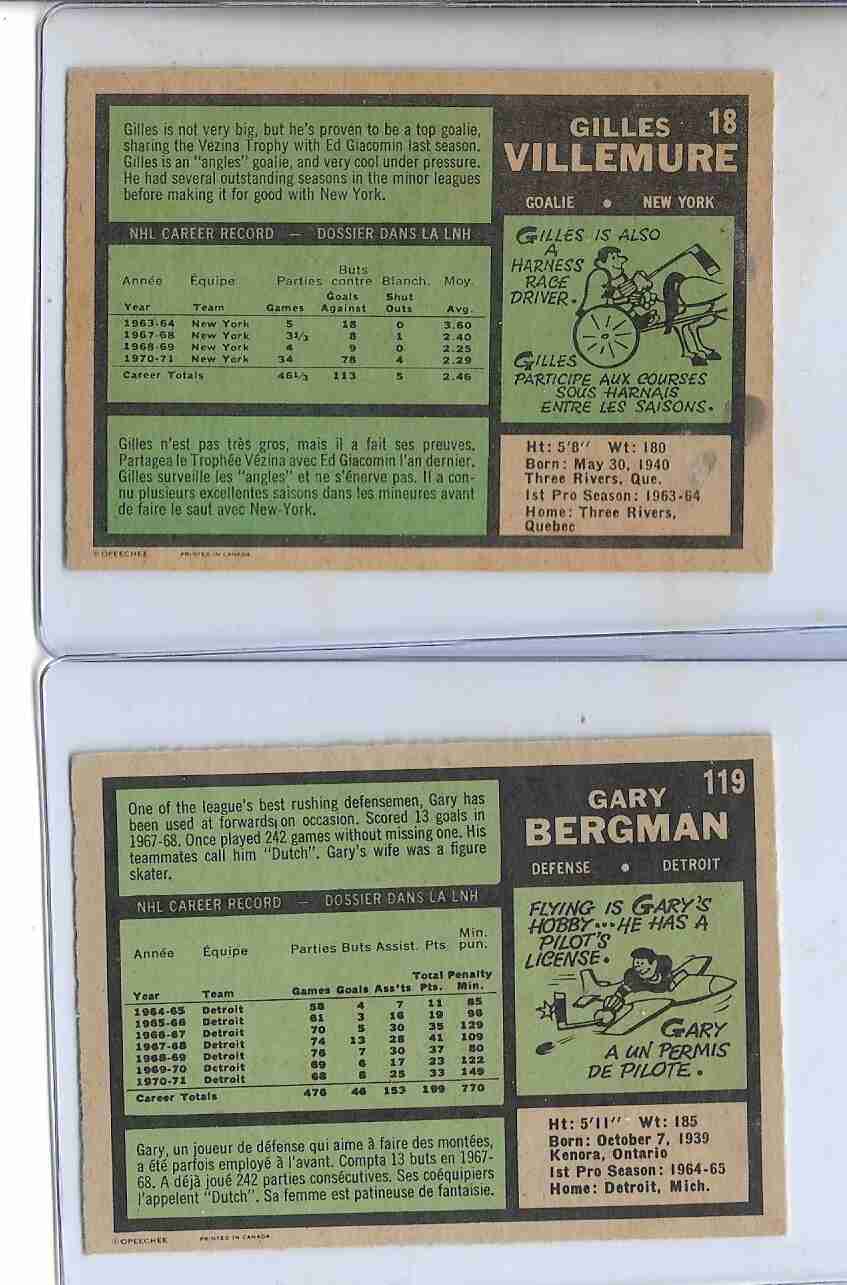 Gilles is not very big, but he's proven to be a top goalie,
sharing the Vezina Trophy with Ed Giacomin last season.
Gilles is an "angles" goalie, and very cool under pressure.
He had several outstanding seasons in the minor leagues
before making it for good with New York.
GILLES 18
VILLEMURE
GOALIE • NEW YORK
NHL CAREER RECORD — DOSSIER DANS LA LNH
Buts
Année Équipe Parties contre Blanch. Moy.
Goals Shut
Year Team Games Against Outs Avg.
1963-64 New York 5 18 0 3.60
1967-68 New York 3⅓ 8 1 2.40
1968-69 New York 4 9 0 2.25
1970-71 New York 34 78 4 2.29
Career Totals 46⅓ 113 5 2.46
GILLES IS ALSO
A
HARNESS
RACE
DRIVER.
GILLES
PARTICIPE AUX COURSES
SOUS HARNAIS
ENTRE LES SAISONS.
Gilles n'est pas très gros, mais il a fait ses preuves.
Partagea le Trophée Vézina avec Ed Giacomin l'an dernier.
Gilles surveille les "angles" et ne s'énerve pas. Il a con-
nu plusieurs excellentes saisons dans les mineures avant
de faire le saut avec New-York.
Ht: 5'8" Wt: 180
Born: May 30, 1940
Three Rivers, Que.
1st Pro Season: 1963-64
Home: Three Rivers,
Quebec
© OPEECHEE PRINTED IN CANADA
One of the league's best rushing defensemen, Gary has
been used at forwards on occasion. Scored 13 goals in
1967-68. Once played 242 games without missing one. His
teammates call him "Dutch". Gary's wife was a figure
skater.
119
GARY
BERGMAN
DEFENSE • DETROIT
NHL CAREER RECORD — DOSSIER DANS LA LNH
Min.
Année Équipe Parties Buts Assist. Pts. pun.
Total Penalty
Year Team Games Goals Ass'ts Pts. Min.
1964-65 Detroit 58 4 7 11 85
1965-66 Detroit 61 3 16 19 96
1966-67 Detroit 70 5 30 35 129
1967-68 Detroit 74 13 28 41 109
1968-69 Detroit 76 7 30 37 80
1969-70 Detroit 69 6 17 23 122
1970-71 Detroit 68 8 25 33 149
Career Totals 476 46 153 199 770
FLYING IS GARY'S
HOBBY...HE HAS A
PILOT'S
LICENSE.
GARY
A UN PERMIS
DE PILOTE.
Gary, un joueur de défense qui aime à faire des montées,
a été parfois employé à l'avant. Compta 13 buts en 1967-
68. A déjà joué 242 parties consécutives. Ses coéquipiers
l'appelent "Dutch". Sa femme est patineuse de fantaisie.
Ht: 5'11" Wt: 185
Born: October 7, 1939
Kenora, Ontario
1st Pro Season: 1964-65
Home: Detroit, Mich.
© OPEECHEE PRINTED IN CANADA